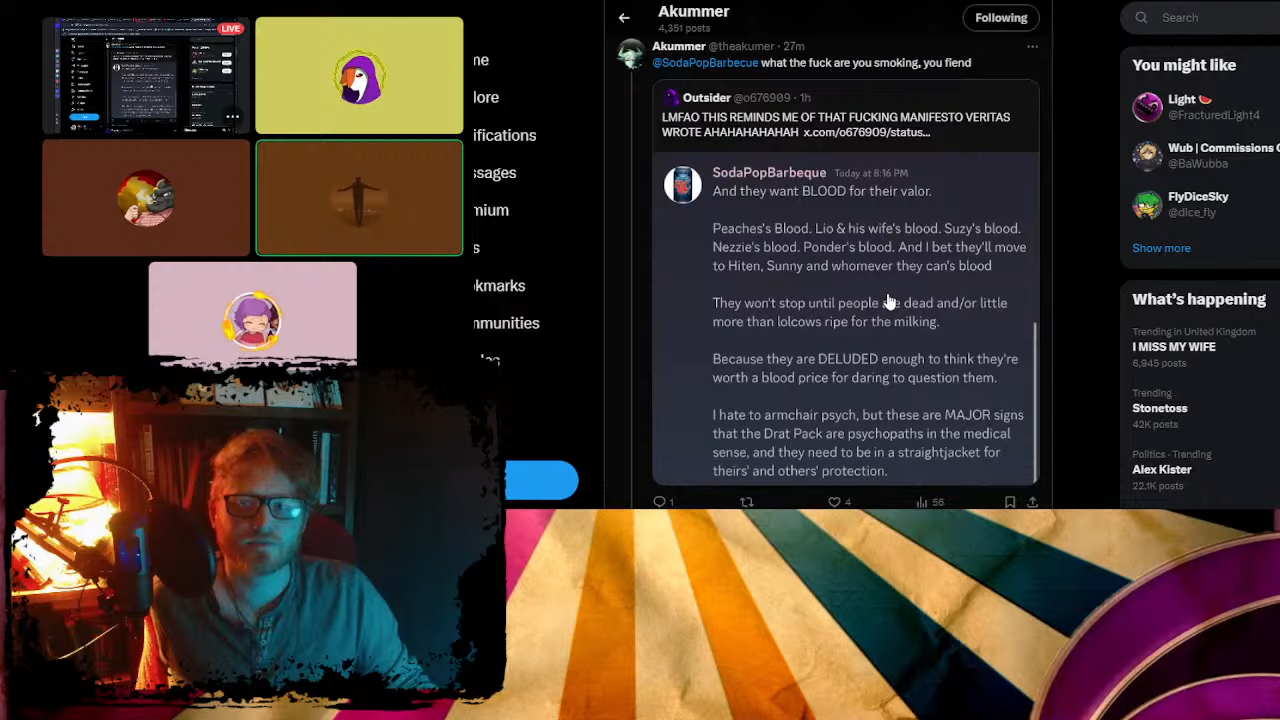 LIVE
me
lore
ifications
ssages
mium
s
kmarks
nmunities
Akummer
4,351 posts
Following
Akummer @theakumer · 27m
@SodaPopBarbecue what the fuck are you smoking, you fiend
Outsider @o676909 · 1h
LMFAO THIS REMINDS ME OF THAT FUCKING MANIFESTO VERITAS
WROTE AHAHAHAHAHAH x.com/o676909/status...
SodaPopBarbeque Today at 8:16 PM
And they want BLOOD for their valor.
Peaches's Blood. Lio & his wife's blood. Suzy's blood.
Nezzie's blood. Ponder's blood. And I bet they'll move
to Hiten, Sunny and whomever they can's blood
They won't stop until people are dead and/or little
more than lolcows ripe for the milking.
Because they are DELUDED enough to think they're
worth a blood price for daring to question them.
I hate to armchair psych, but these are MAJOR signs
that the Drat Pack are psychopaths in the medical
sense, and they need to be in a straightjacket for
theirs' and others' protection.
1
4
56
Search
You might like
Light
@FracturedLight4
Wub | Commissions O
@BaWubba
FlyDiceSky
@dIce_fly
Show more
What's happening
Trending in United Kingdom
I MISS MY WIFE
6,945 posts
Trending
Stonetoss
42K posts
Politics · Trending
Alex Kister
22.1K posts